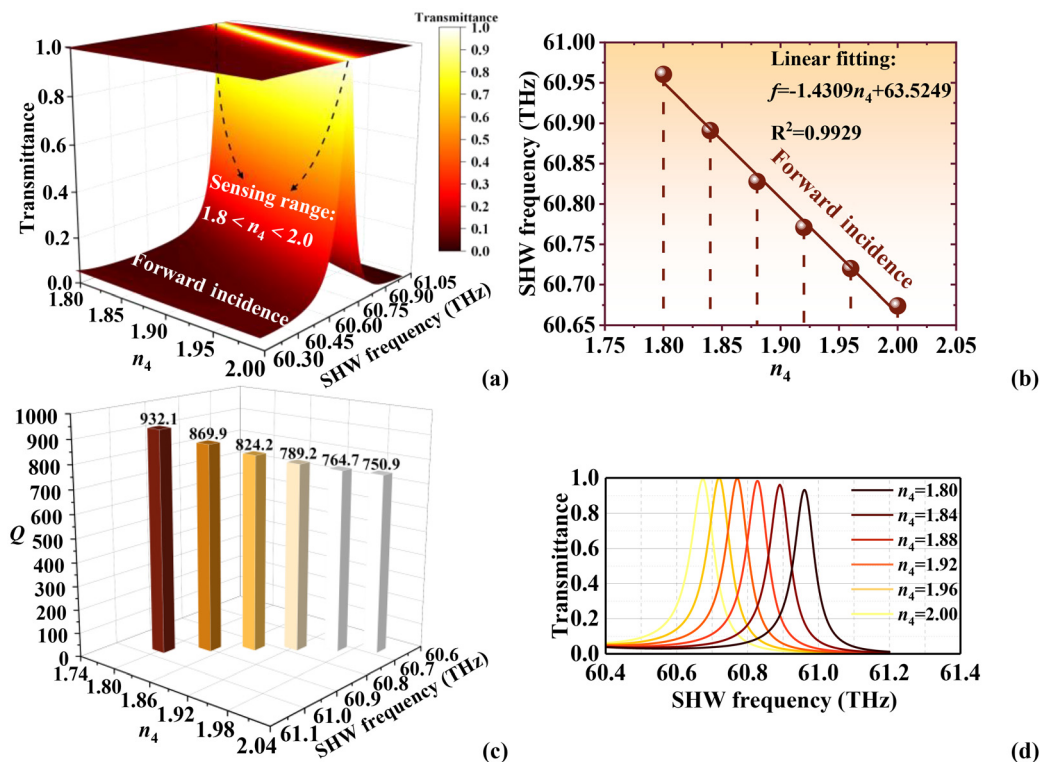 Transmittance
1.0
0.9
0.8
0.7
0.6
0.5
0.4
0.3
0.2
0.1
0.0
Transmittance
1.0
0.8
0.6
0.4
0.2
0.0
Sensing range:
1.8 < n4 < 2.0
Forward incidence
1.80
1.85
1.90
1.95
2.00
n4
60.30
60.45
60.60
60.75
60.90
61.05
SHW frequency (THz)
(a)
SHW frequency (THz)
61.00
60.95
60.90
60.85
60.80
60.75
60.70
60.65
Linear fitting:
f=-1.4309n4+63.5249
R2=0.9929
Forward incidence
1.75 1.80 1.85 1.90 1.95 2.00 2.05
n4
(b)
Q
1000
900
800
700
600
500
400
300
200
100
0
932.1
869.9
824.2
789.2
764.7
750.9
1.74
1.80
1.86
1.92
1.98
2.04
n4
61.1
61.0
60.9
60.8
60.7
60.6
SHW frequency (THz)
(c)
Transmittance
1.0
0.8
0.6
0.4
0.2
0.0
n4=1.80
n4=1.84
n4=1.88
n4=1.92
n4=1.96
n4=2.00
60.4 60.6 60.8 61.0 61.2 61.4
SHW frequency (THz)
(d)